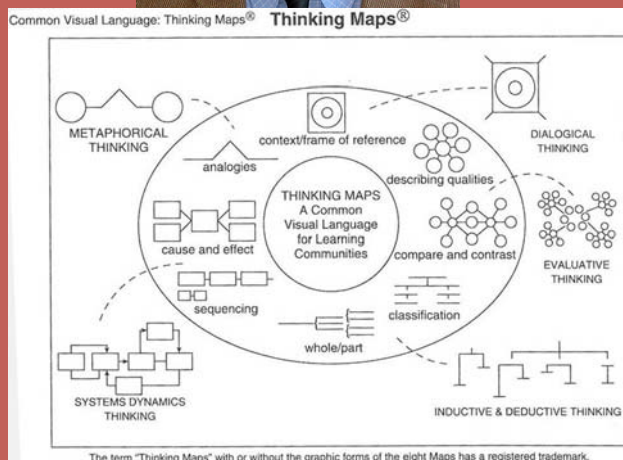 Common Visual Language: Thinking Maps® Thinking Maps®
METAPHORICAL
THINKING
analogies
context/frame of reference
DIALOGICAL
THINKING
describing qualities
THINKING MAPS
A Common
Visual Language
for Learning
Communities
cause and effect
compare and contrast
EVALUATIVE
THINKING
sequencing
classification
whole/part
SYSTEMS DYNAMICS
THINKING
INDUCTIVE & DEDUCTIVE THINKING
The term "Thinking Maps" with or without the graphic forms of the eight Maps has a registered trademark.